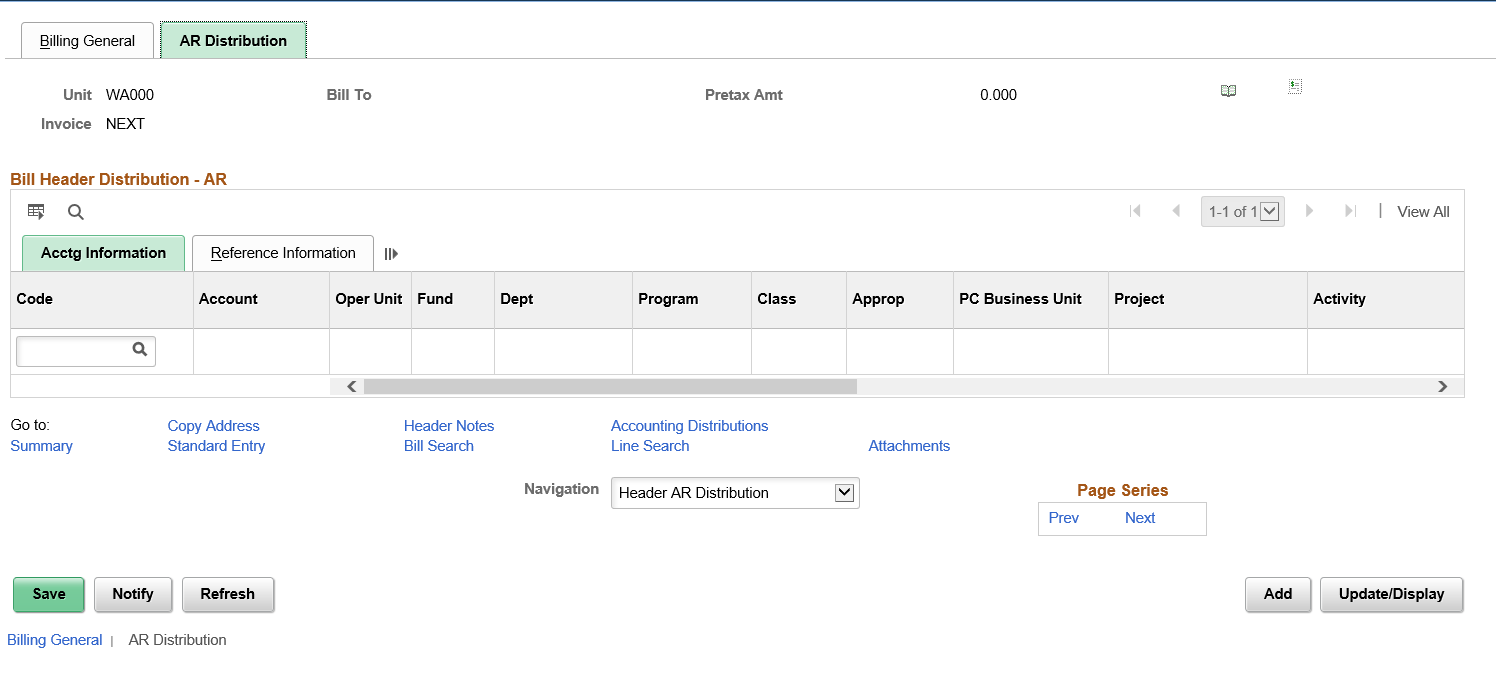 Billing General AR Distribution
Unit WA000 Bill To Pretax Amt 0.000
Invoice NEXT
Bill Header Distribution - AR
1-1 of 1 | View All
Acctg Information Reference Information
Code Account Oper Unit Fund Dept Program Class Approp PC Business Unit Project Activity
Go to: Copy Address Header Notes Accounting Distributions
Summary Standard Entry Bill Search Line Search Attachments
Navigation Header AR Distribution Page Series
Prev Next
Save Notify Refresh Add Update/Display
Billing General | AR Distribution